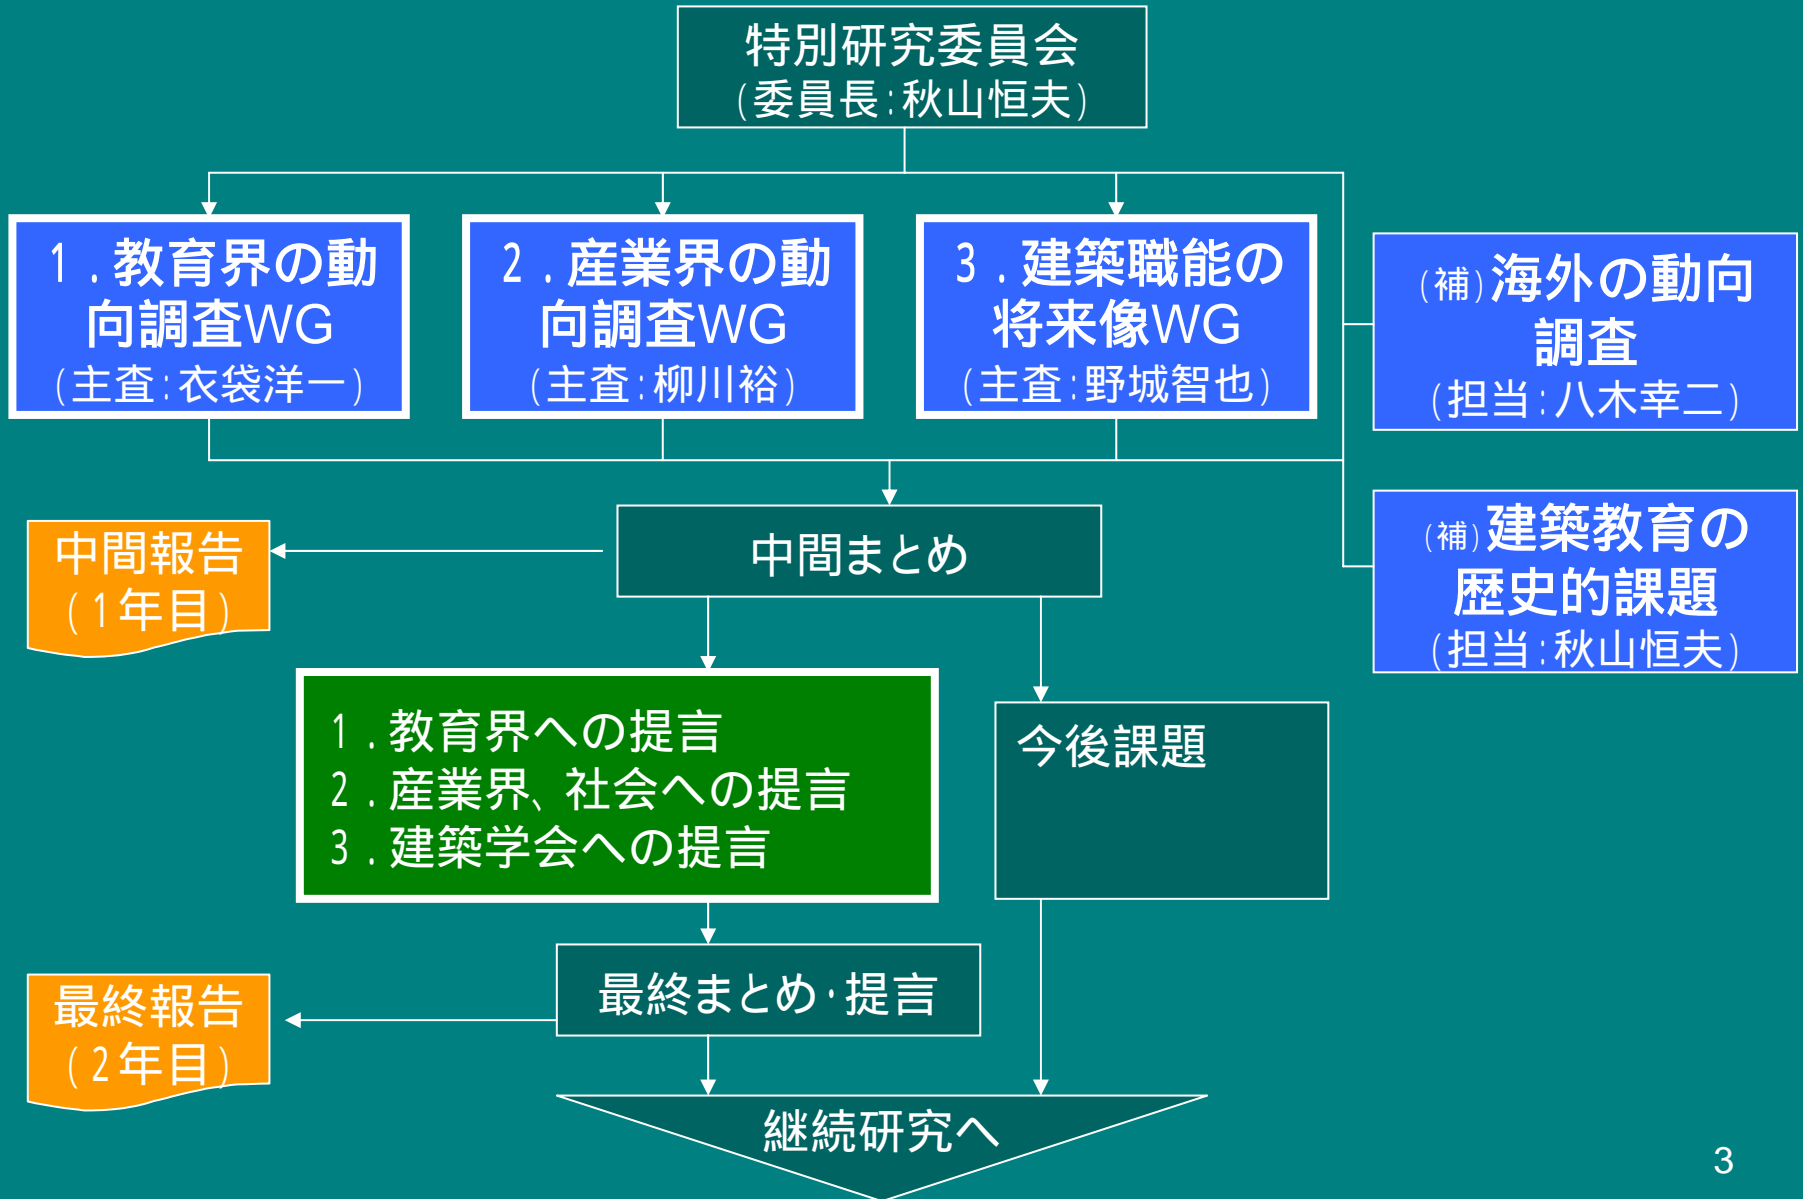 特別研究委員会
(委員長:秋山恒夫)
1.教育界の動
向調査WG
(主査:衣袋洋一)
2.産業界の動
向調査WG
(主査:柳川裕)
3.建築職能の
将来像WG
(主査:野城智也)
(補)海外の動向
調査
(担当:八木幸二)
(補)建築教育の
歴史的課題
(担当:秋山恒夫)
中間まとめ
中間報告
(1年目)
1.教育界への提言
2.産業界、社会への提言
3.建築学会への提言
今後課題
最終まとめ・提言
最終報告
(2年目)
継続研究へ
3